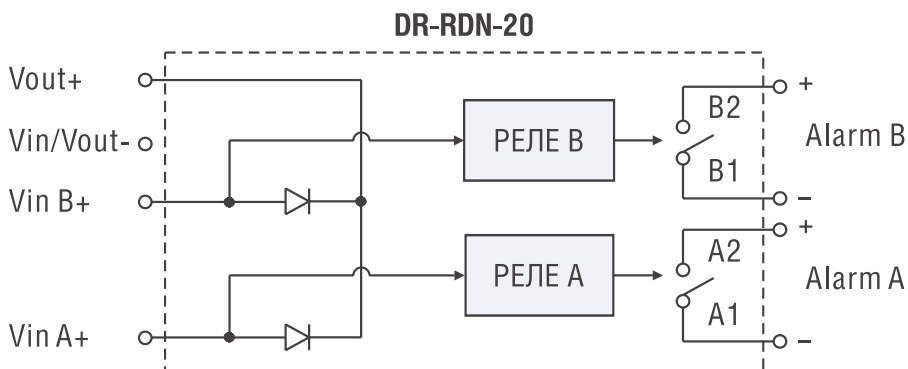 DR-RDN-20
Vout+
Vin/Vout-
Vin B+
Vin A+
РЕЛЕ B
B2
B1
+
Alarm B
–
РЕЛЕ A
A2
A1
+
Alarm A
–